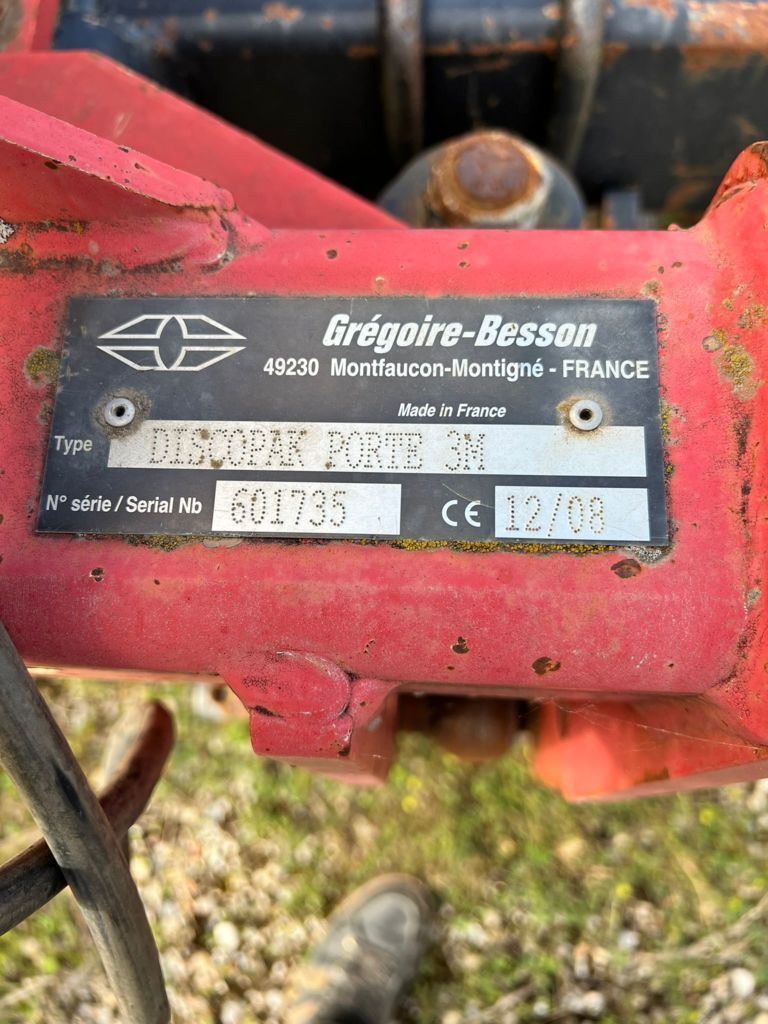 Grégoire-Besson
49230 Montfaucon-Montigné - FRANCE
Made in France
Type DISCOPAK PORTE 3M
N° série / Serial Nb 601735 CE 12/08